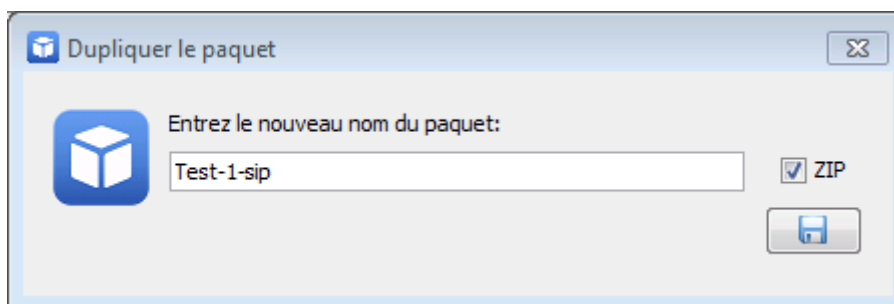 Dupliquer le paquet
Entrez le nouveau nom du paquet:
Test-1-sip
ZIP